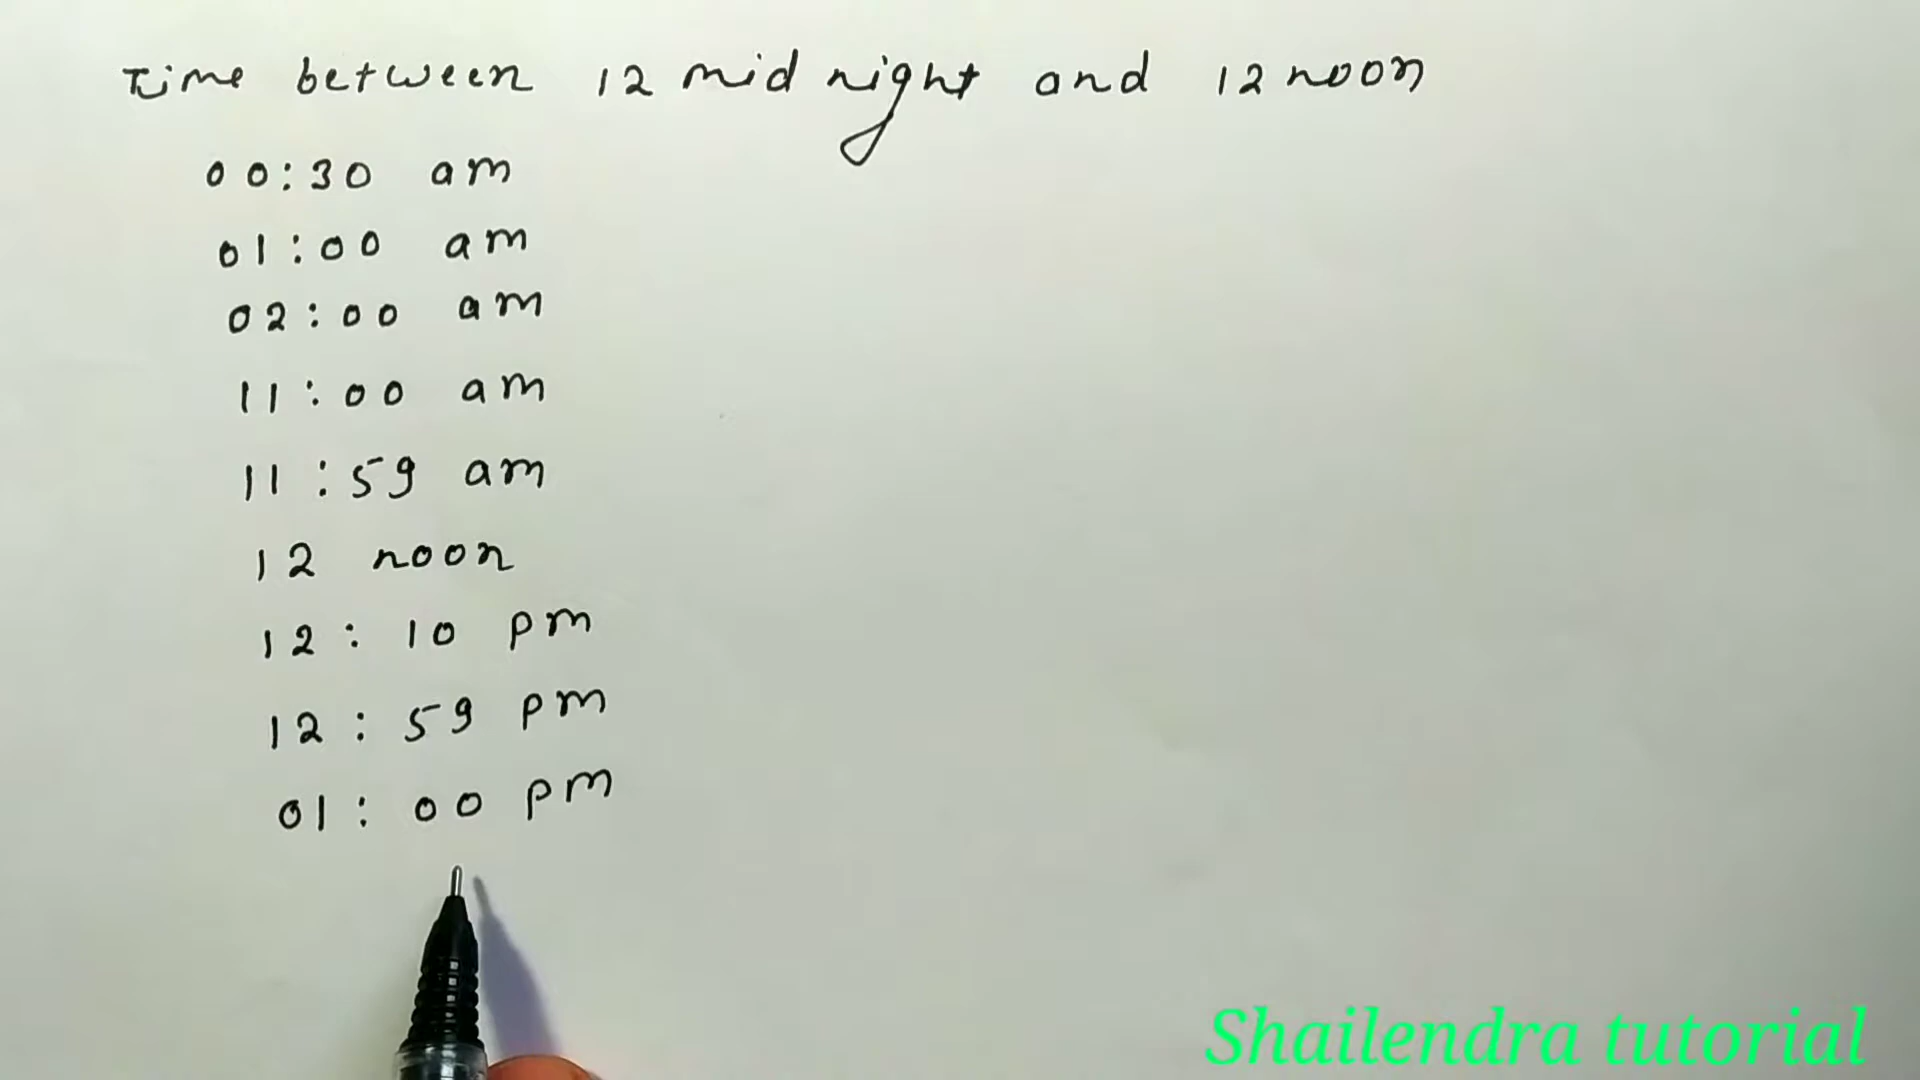 Time between 12 mid night and 12 noon
00:30 am
01:00 am
02:00 am
11:00 am
11:59 am
12 noon
12:10 pm
12:59 pm
01:00 pm
Shailendra tutorial